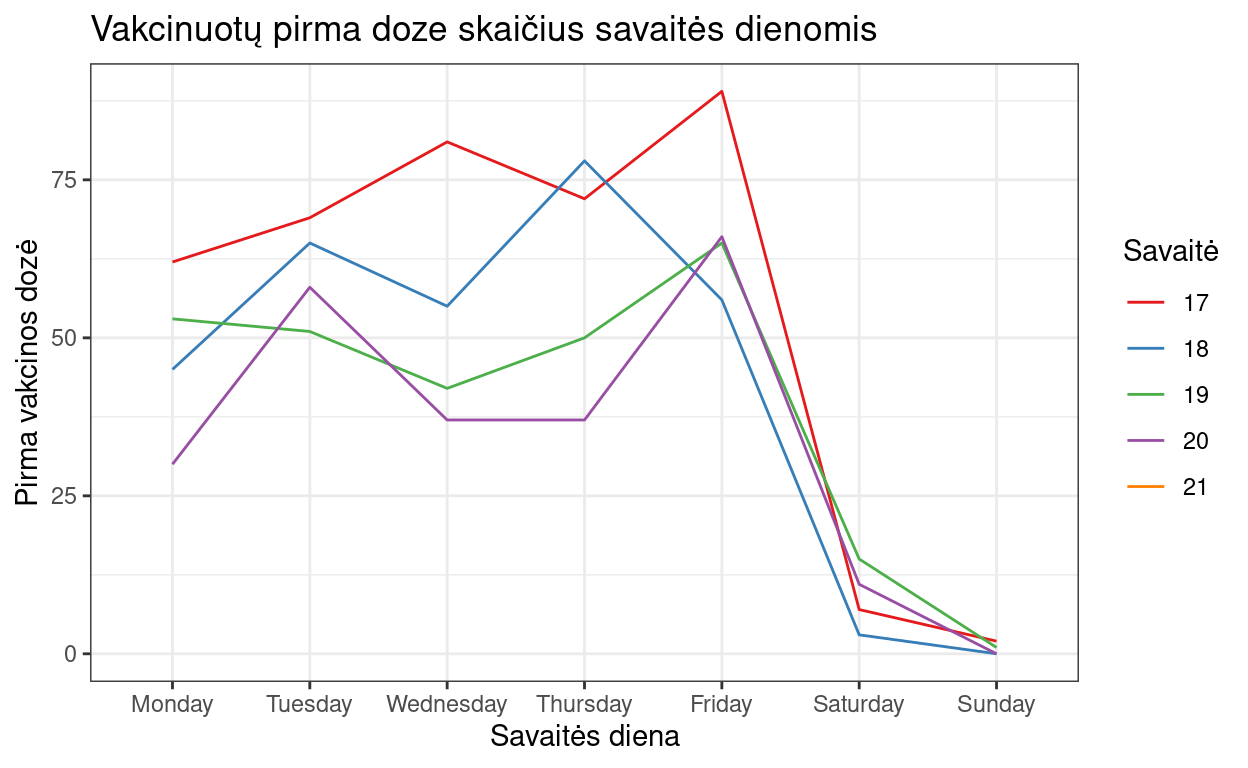 Vakcinuotų pirma doze skaičius savaitės dienomis
Pirma vakcinos dozė
75
50
25
0
Monday Tuesday Wednesday Thursday Friday Saturday Sunday
Savaitės diena
Savaitė
17
18
19
20
21